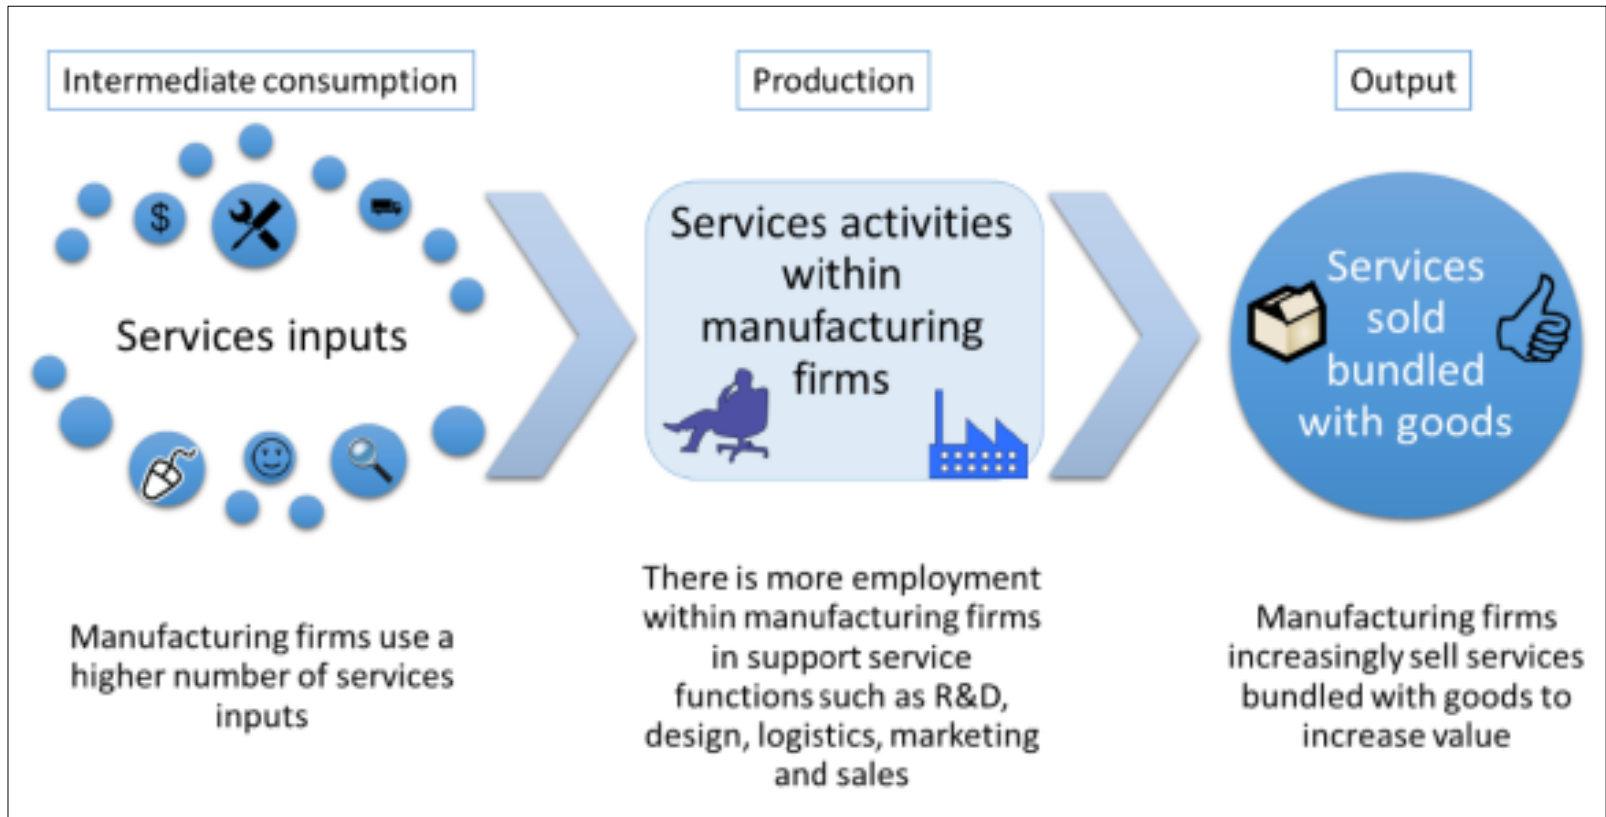 Intermediate consumption
Production
Output
$
Services inputs
Services activities
within
manufacturing
firms
Services
sold
bundled
with goods
Manufacturing firms use a
higher number of services
inputs
There is more employment
within manufacturing firms
in support service
functions such as R&D,
design, logistics, marketing
and sales
Manufacturing firms
increasingly sell services
bundled with goods to
increase value